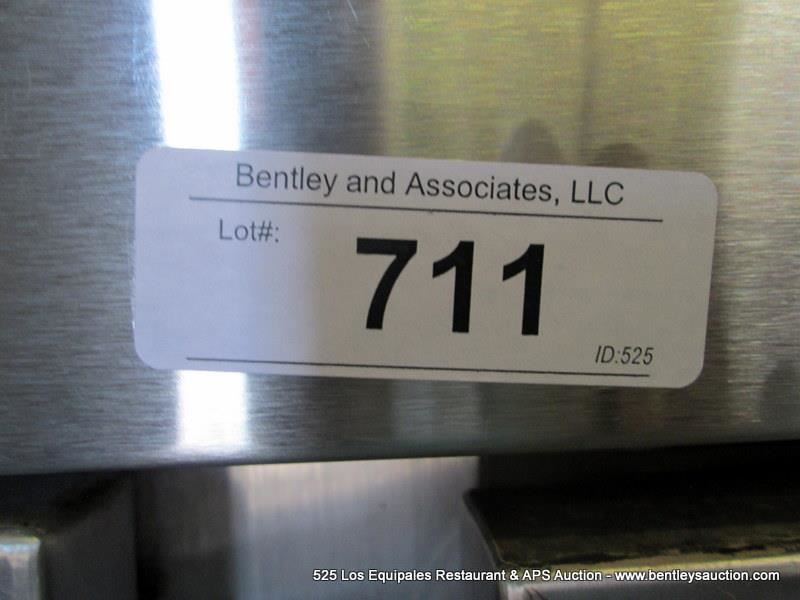 Bentley and Associates, LLC
Lot#:
711
ID:525
525 Los Equipales Restaurant & APS Auction - www.bentleysauction.com